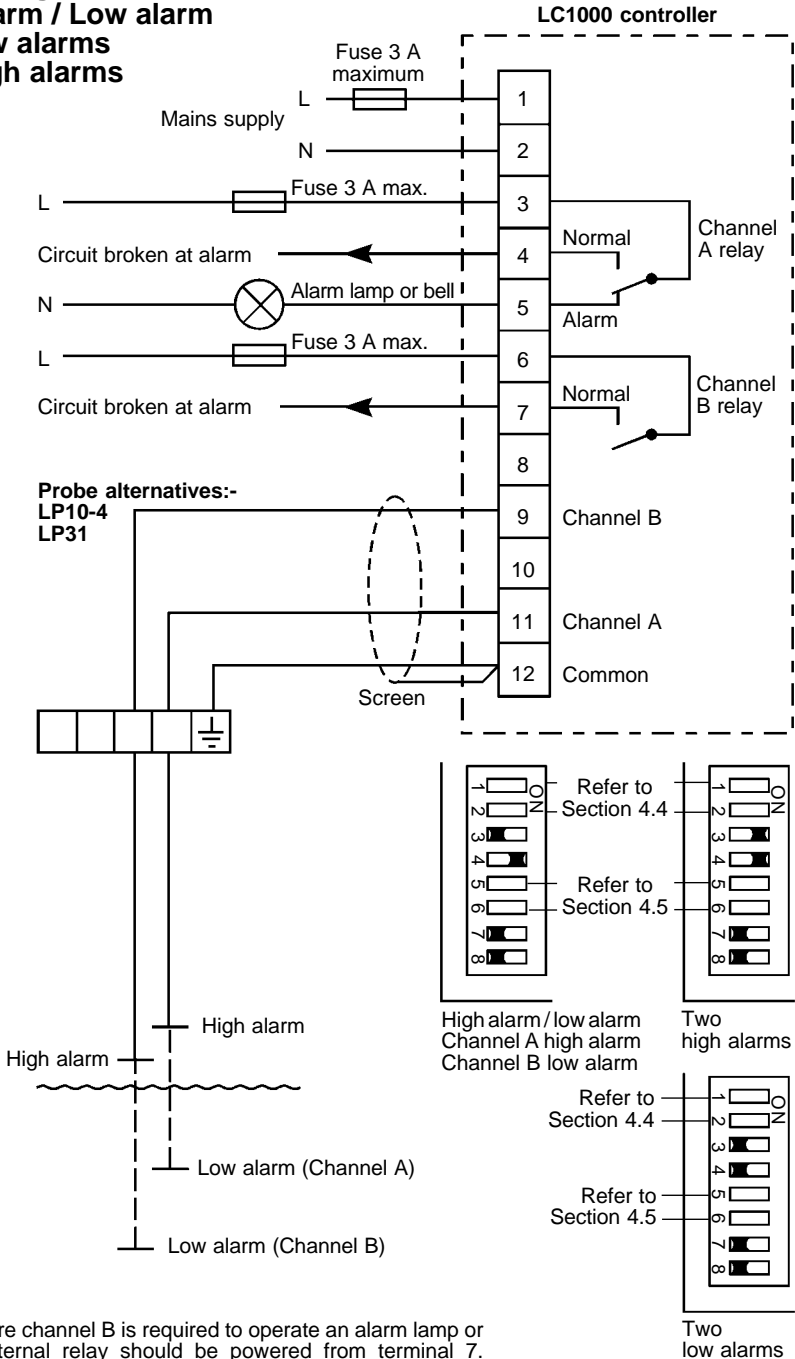 arm / Low alarm
alarms
gh alarms
LC1000 controller
Fuse 3 A
maximum
L
Mains supply
N
1
2
L
Fuse 3 A max.
3
Channel
A relay
Circuit broken at alarm
4
Normal
N
Alarm lamp or bell
5
Alarm
L
Fuse 3 A max.
6
Channel
B relay
Circuit broken at alarm
7
Normal
8
Probe alternatives:-
LP10-4
LP31
9
Channel B
10
11
Channel A
12
Common
Screen
1 2 3 4 5 6 7 8
ON
Refer to
Section 4.4
Refer to
Section 4.5
1 2 3 4 5 6 7 8
ON
High alarm / low alarm
Channel A high alarm
Channel B low alarm
Two
high alarms
High alarm
High alarm
Low alarm (Channel A)
Low alarm (Channel B)
Refer to
Section 4.4
Refer to
Section 4.5
1 2 3 4 5 6 7 8
ON
Two
low alarms
re channel B is required to operate an alarm lamp or
ternal relay should be powered from terminal 7.